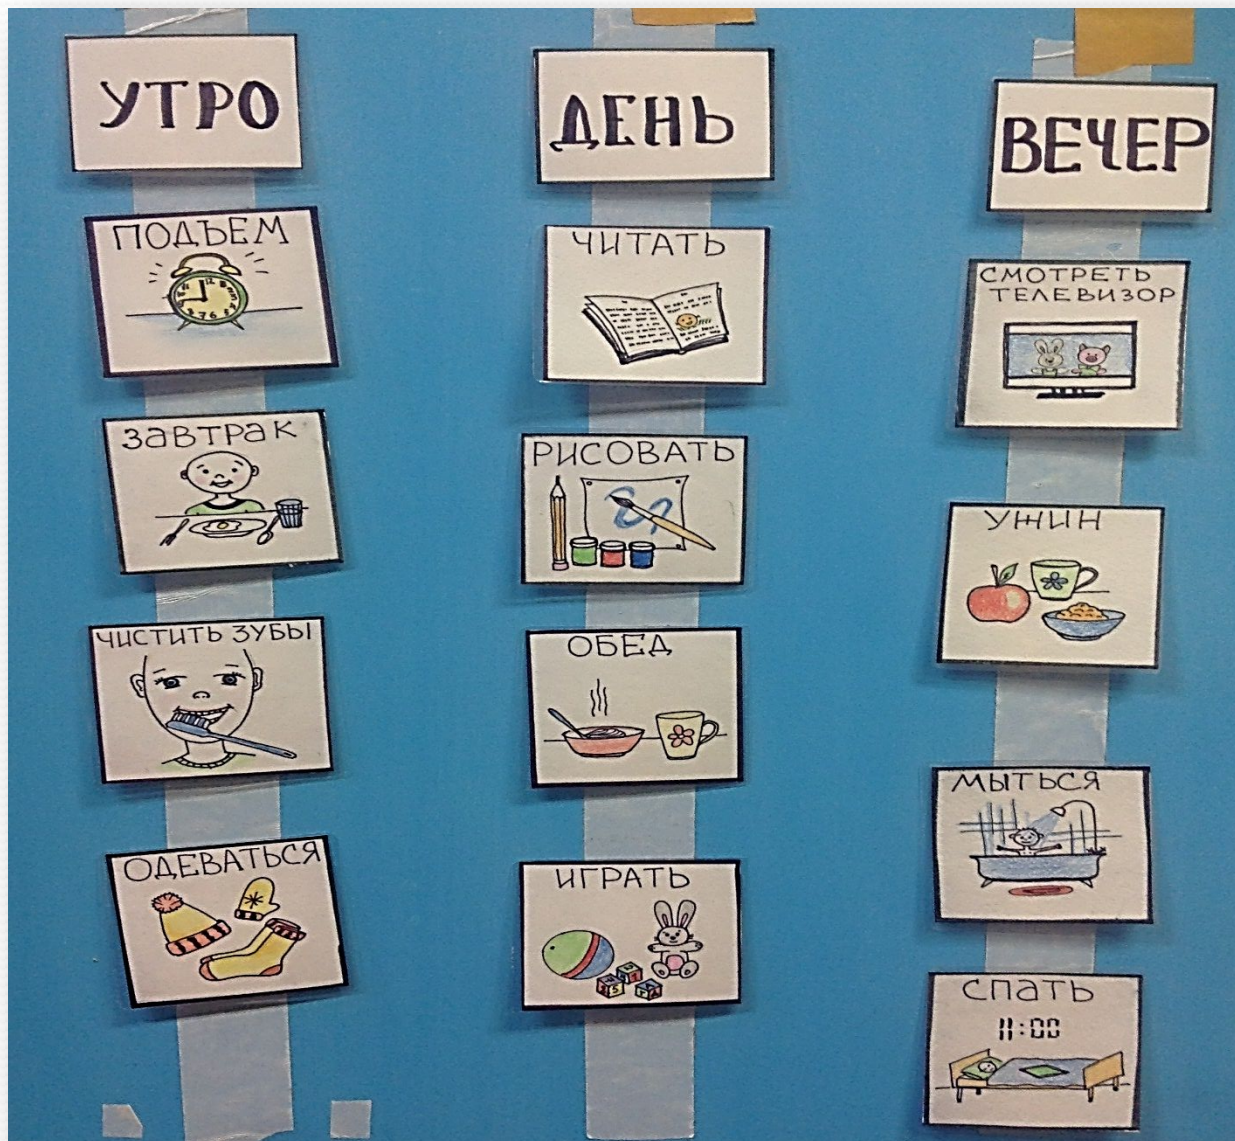 УТРО
ПОДЪЕМ
ЗАВТРАК
ЧИСТИТЬ ЗУБЫ
ОДЕВАТЬСЯ
ДЕНЬ
ЧИТАТЬ
РИСОВАТЬ
ОБЕД
ИГРАТЬ
ВЕЧЕР
СМОТРЕТЬ
ТЕЛЕВИЗОР
УЖИН
МЫТЬСЯ
СПАТЬ
11:00